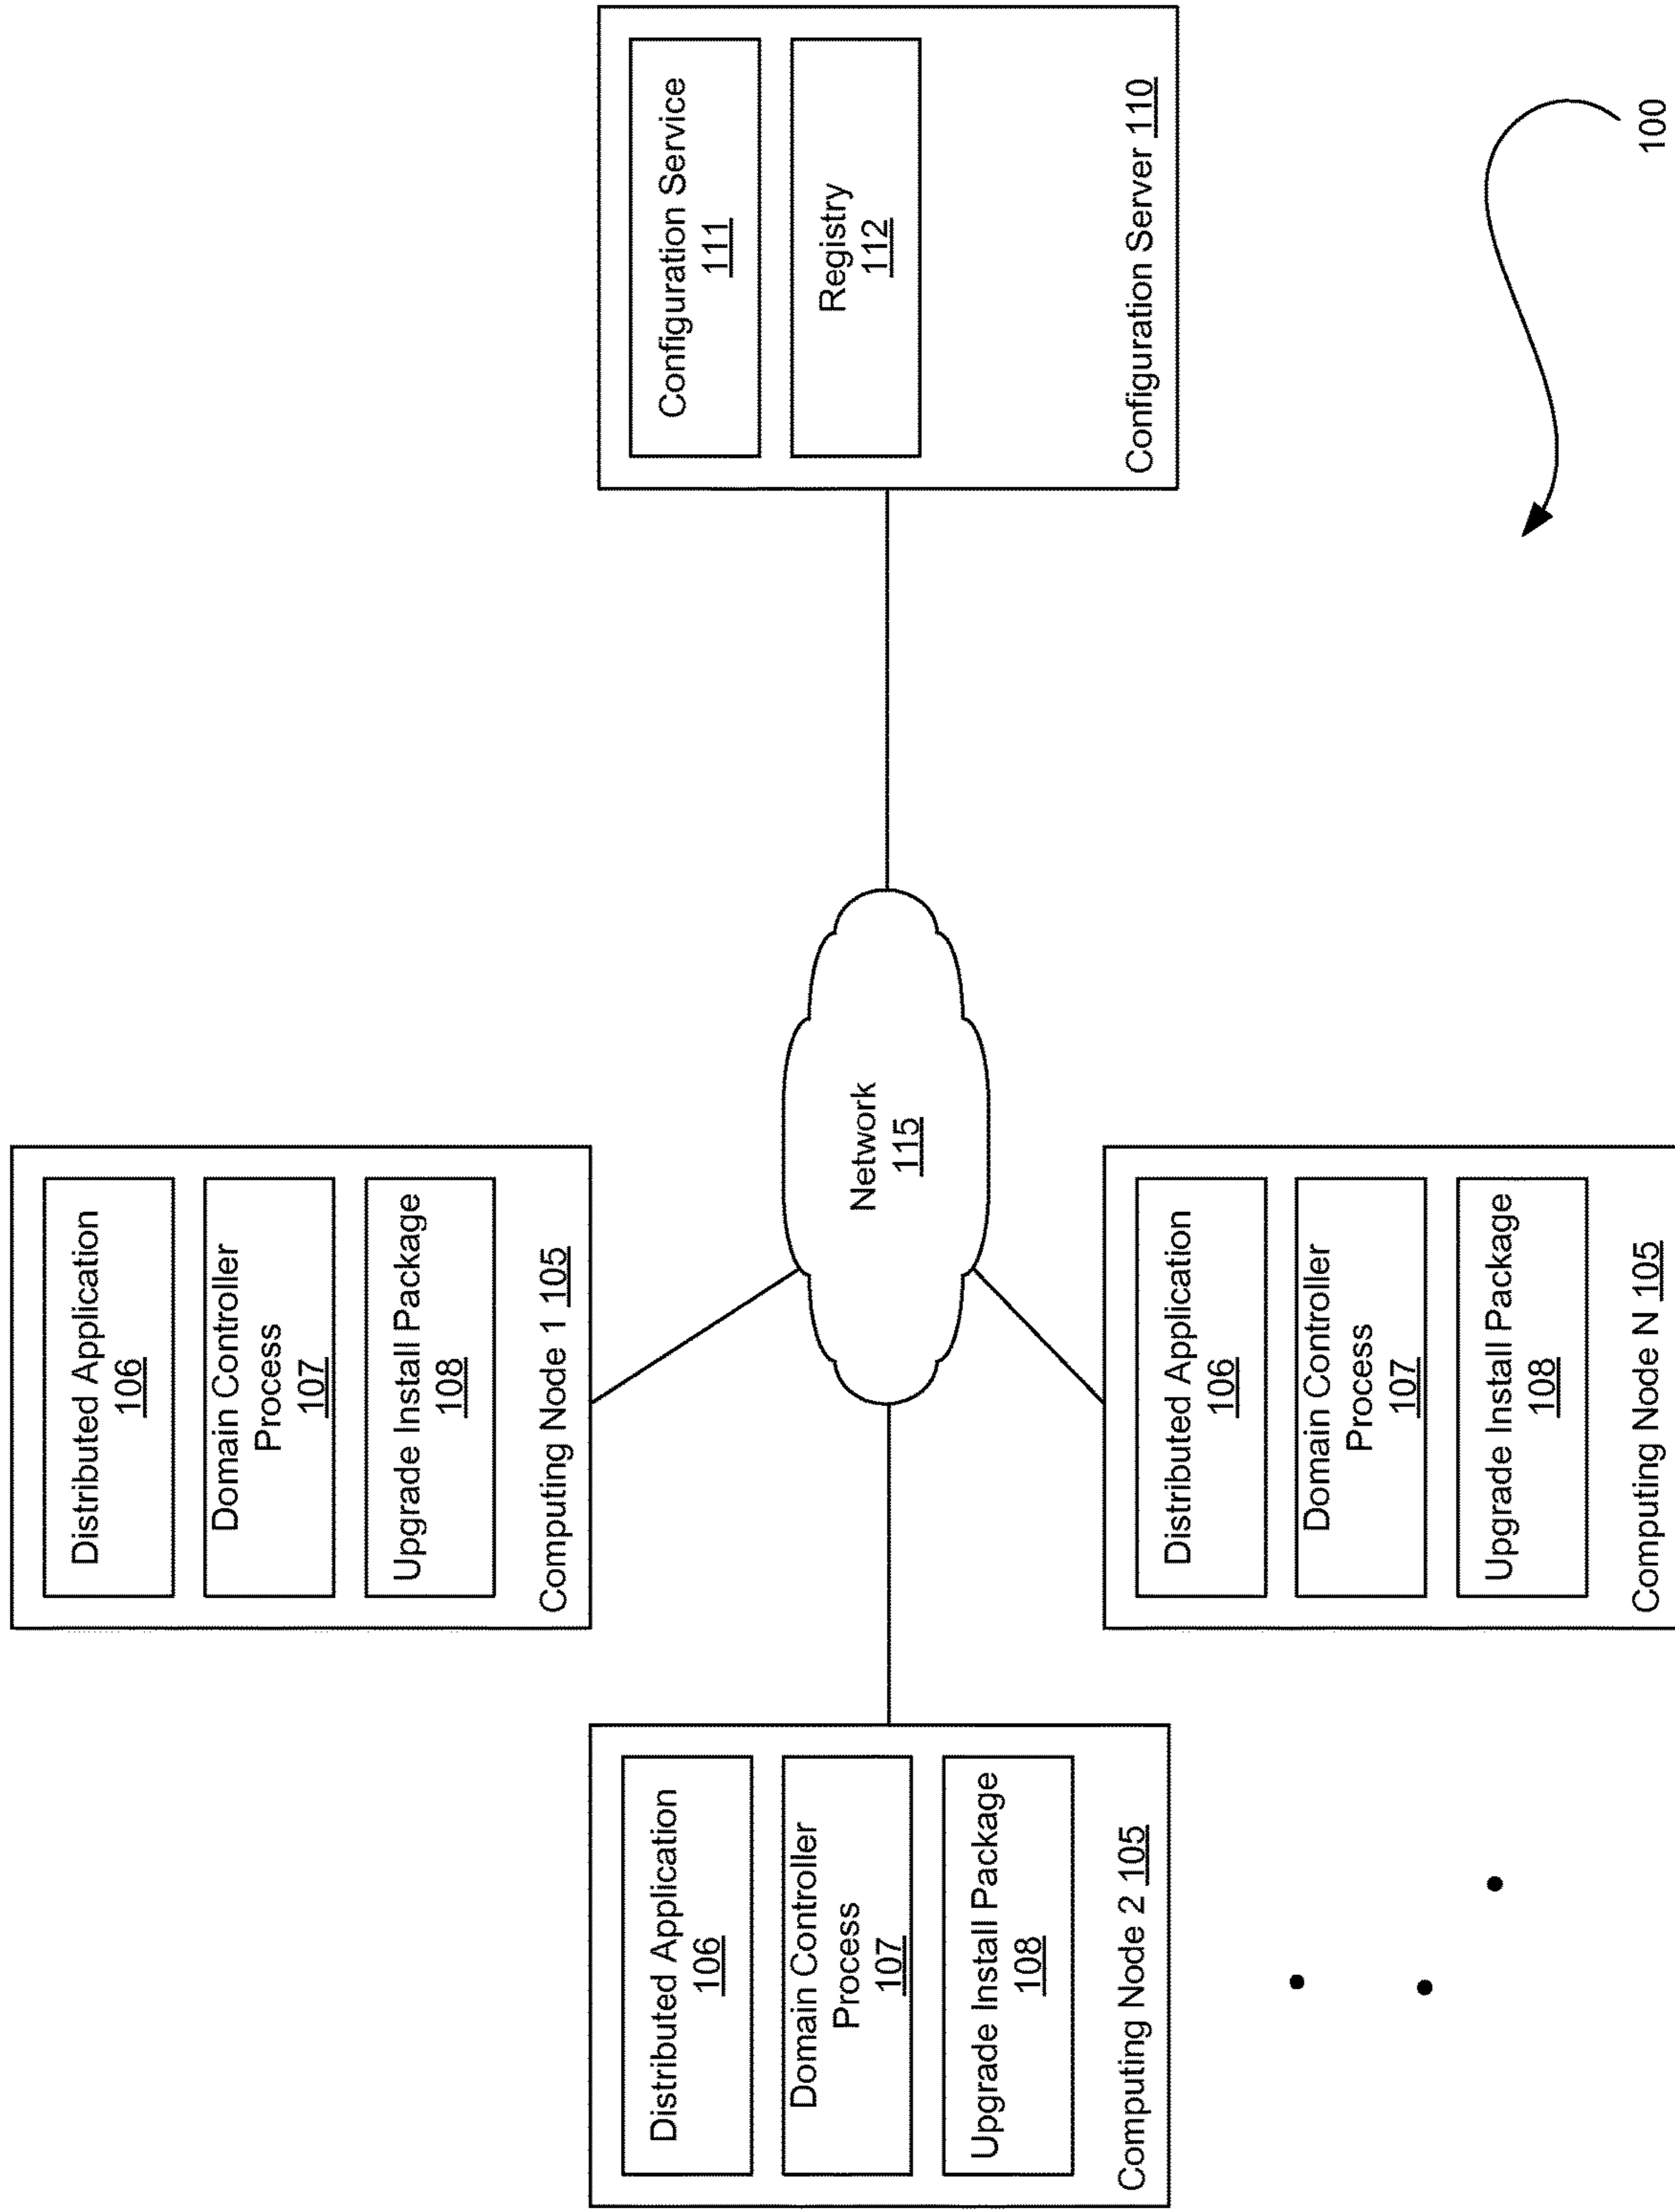 Distributed Application
106
Domain Controller
Process
107
Upgrade Install Package
108
Computing Node 1 105
Distributed Application
106
Domain Controller
Process
107
Upgrade Install Package
108
Computing Node 2 105
Network
115
Configuration Service
111
Registry
112
Configuration Server 110
Distributed Application
106
Domain Controller
Process
107
Upgrade Install Package
108
Computing Node N 105
100